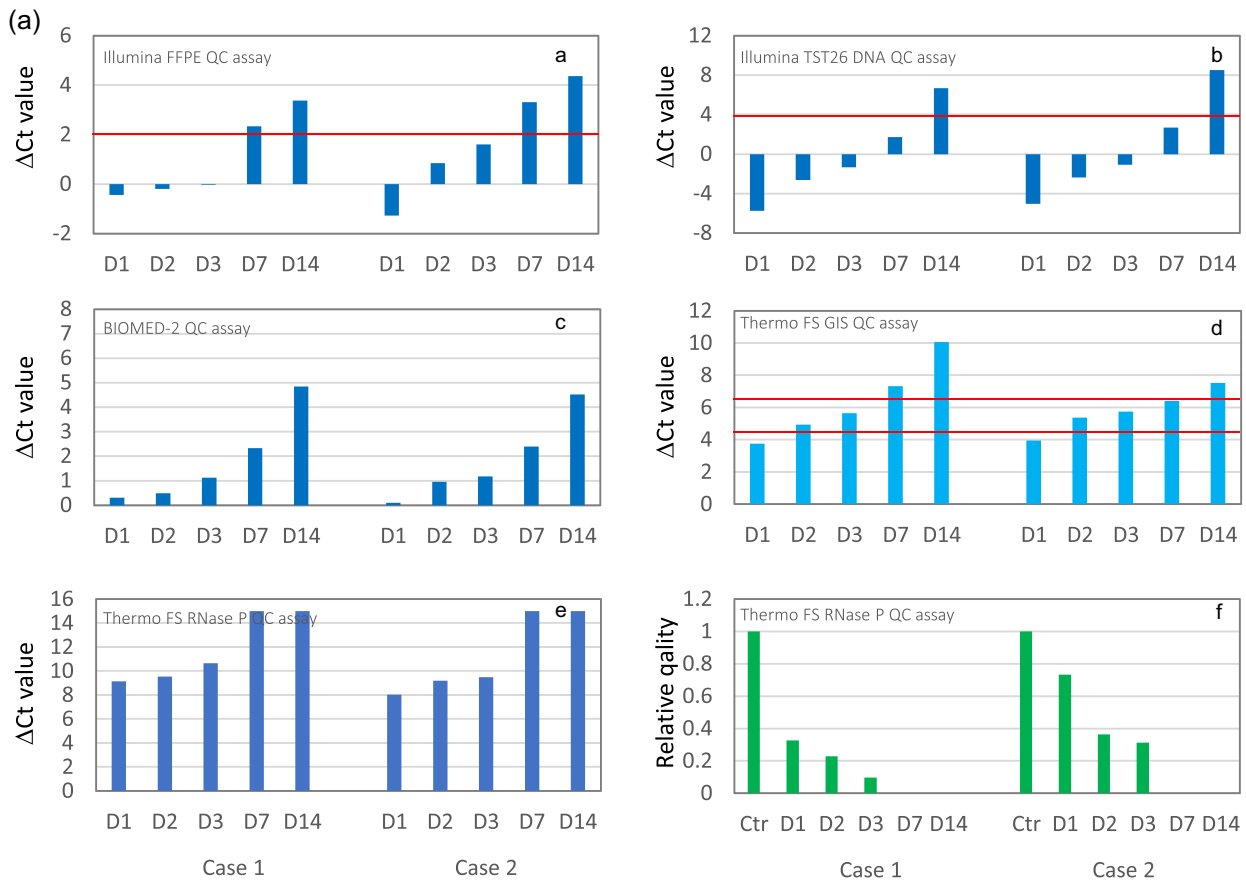 (a)
Illumina FFPE QC assay
a
ΔCt value
6
4
2
0
-2
D1 D2 D3 D7 D14 D1 D2 D3 D7 D14
Illumina TST26 DNA QC assay
b
ΔCt value
12
8
4
0
-4
-8
D1 D2 D3 D7 D14 D1 D2 D3 D7 D14
BIOMED-2 QC assay
c
ΔCt value
8
7
6
5
4
3
2
1
0
D1 D2 D3 D7 D14 D1 D2 D3 D7 D14
Thermo FS GIS QC assay
d
ΔCt value
12
10
8
6
4
2
0
D1 D2 D3 D7 D14 D1 D2 D3 D7 D14
Thermo FS RNase P QC assay
e
ΔCt value
16
14
12
10
8
6
4
2
0
D1 D2 D3 D7 D14 D1 D2 D3 D7 D14
Case 1 Case 2
Thermo FS RNase P QC assay
f
Relative qality
1.2
1
0.8
0.6
0.4
0.2
0
Ctr D1 D2 D3 D7 D14 Ctr D1 D2 D3 D7 D14
Case 1 Case 2